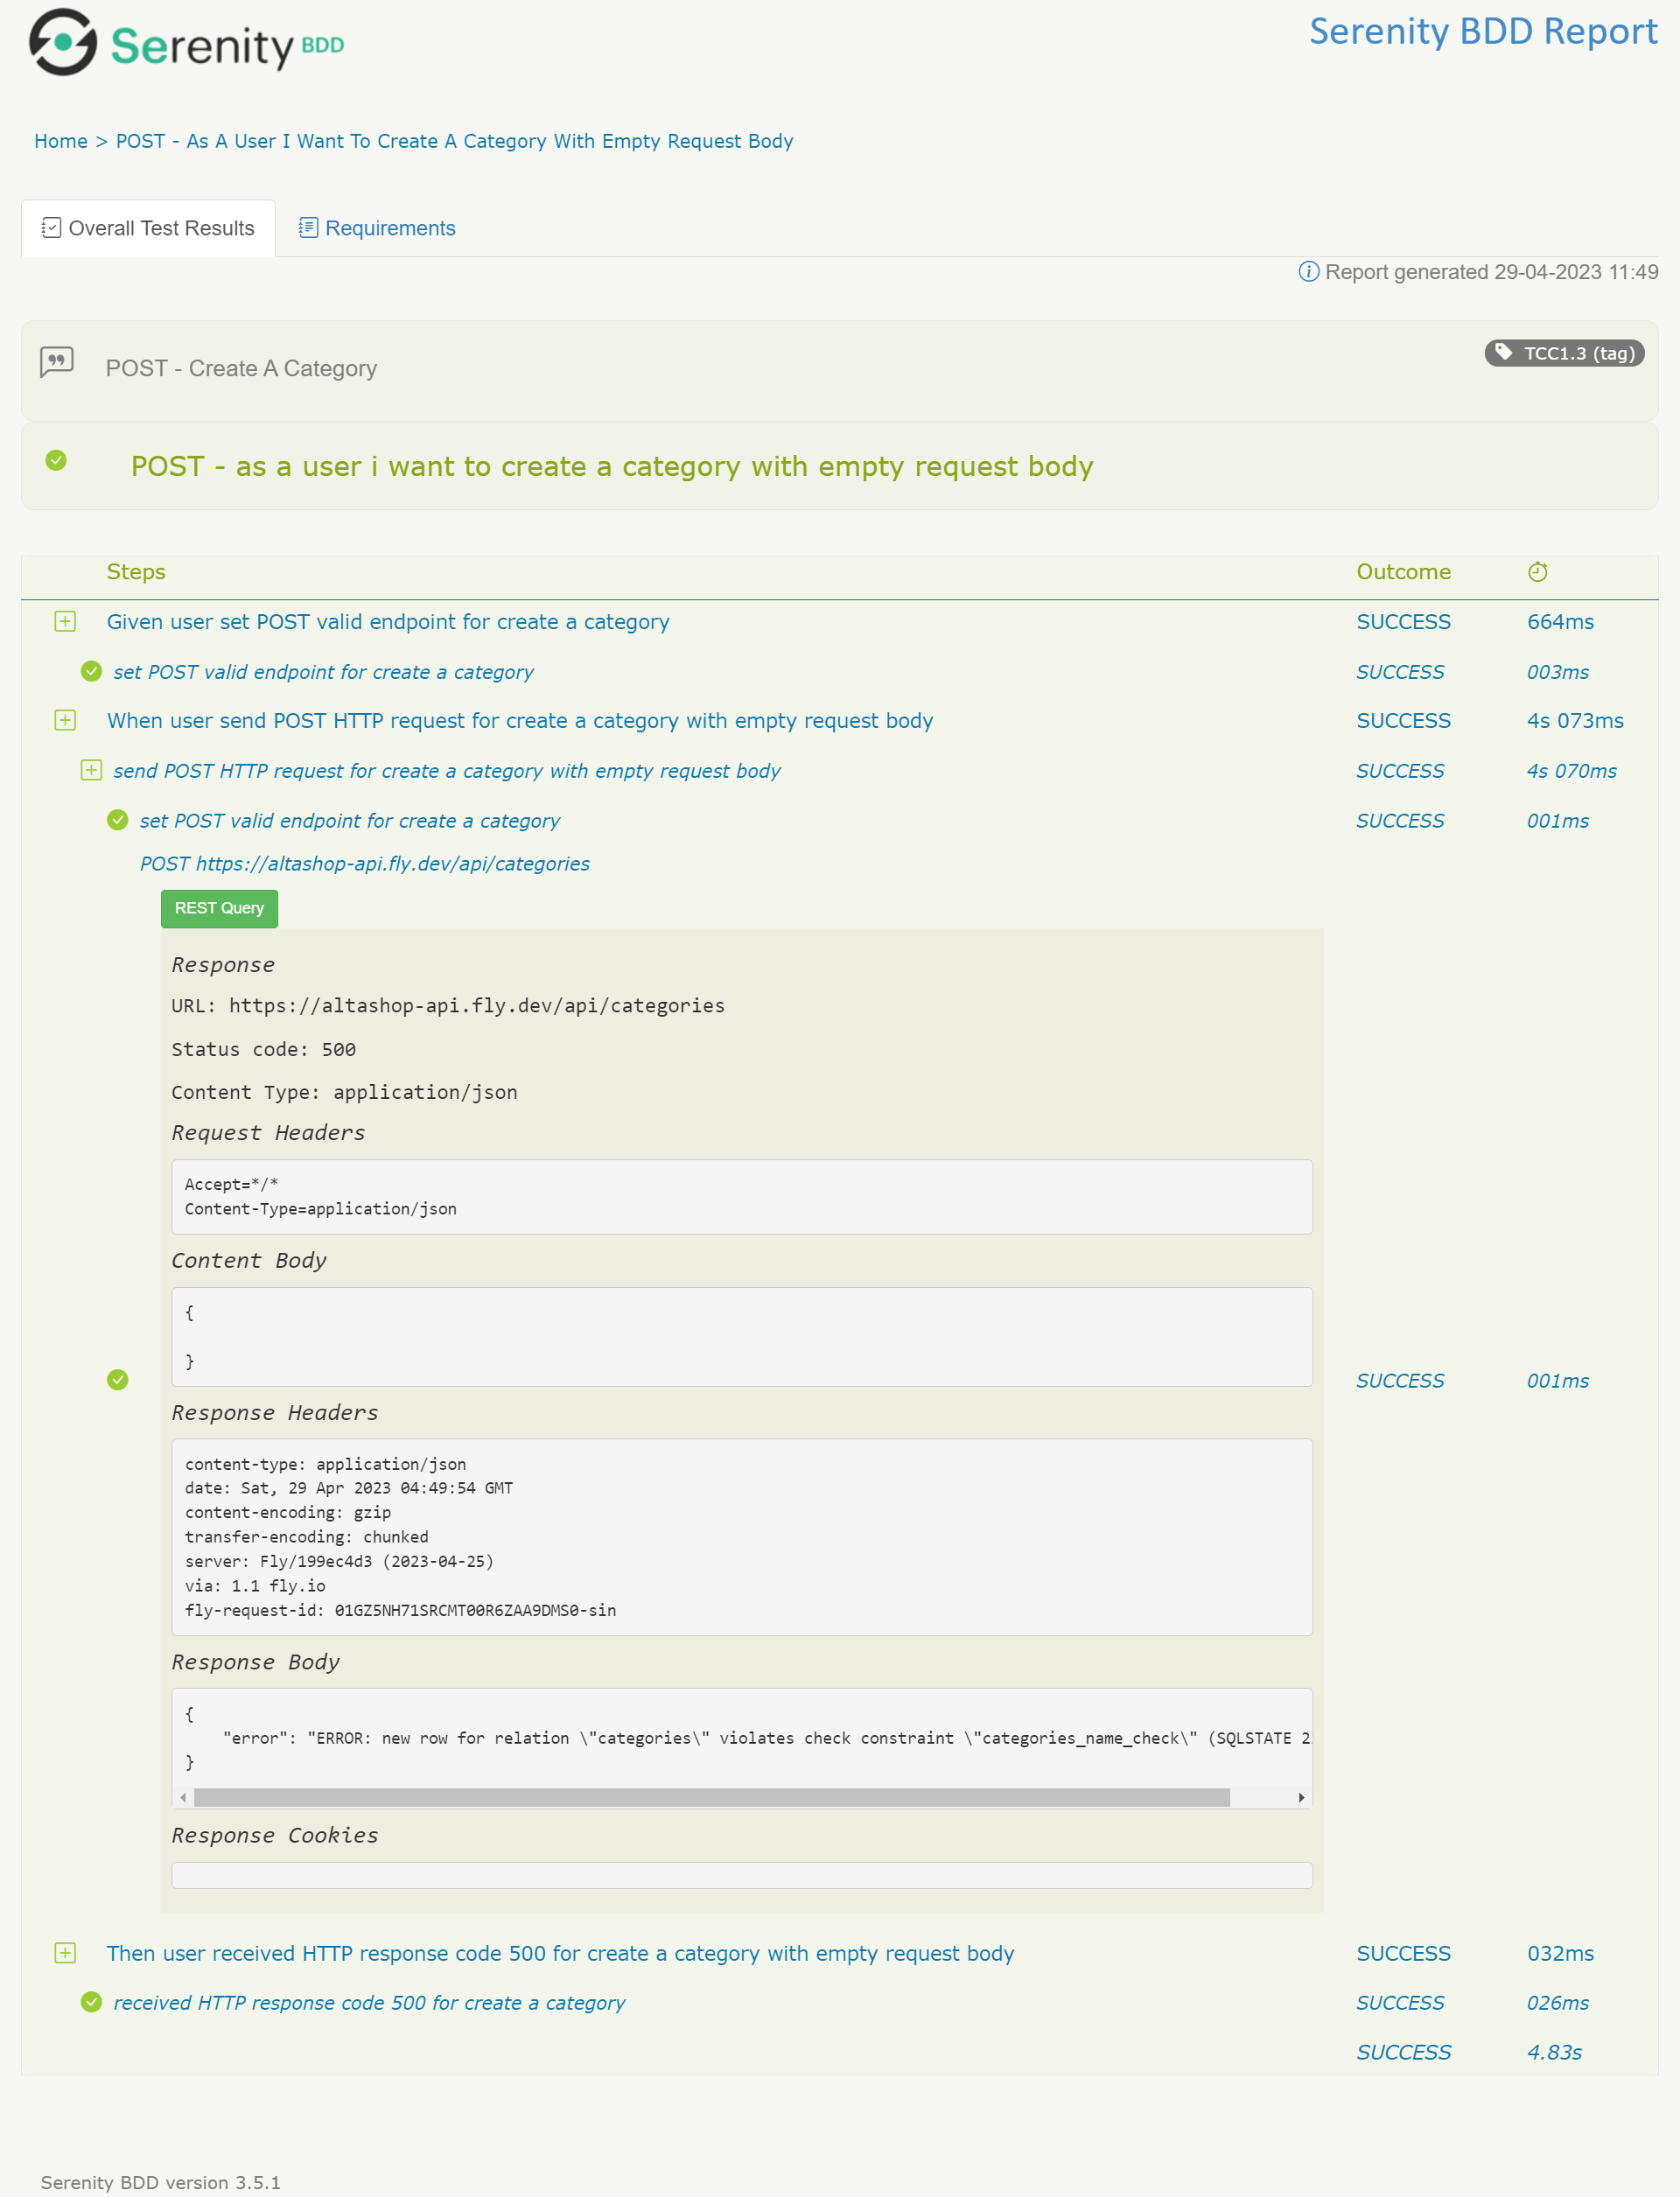 Serenity BDD
Serenity BDD Report
Home > POST - As A User I Want To Create A Category With Empty Request Body
Overall Test Results
Requirements
Report generated 29-04-2023 11:49
POST - Create A Category
TCC1.3 (tag)
POST - as a user i want to create a category with empty request body
Steps Outcome
Given user set POST valid endpoint for create a category SUCCESS 664ms
set POST valid endpoint for create a category SUCCESS 003ms
When user send POST HTTP request for create a category with empty request body SUCCESS 4s 073ms
send POST HTTP request for create a category with empty request body SUCCESS 4s 070ms
set POST valid endpoint for create a category SUCCESS 001ms
POST https://altashop-api.fly.dev/api/categories
REST Query
Response
URL: https://altashop-api.fly.dev/api/categories
Status code: 500
Content Type: application/json
Request Headers
Accept=*/*
Content-Type=application/json
Content Body
{
}
SUCCESS 001ms
Response Headers
content-type: application/json
date: Sat, 29 Apr 2023 04:49:54 GMT
content-encoding: gzip
transfer-encoding: chunked
server: Fly/199ec4d3 (2023-04-25)
via: 1.1 fly.io
fly-request-id: 01GZ5NH71SRCMT00R6ZAA9DMS0-sin
Response Body
{
"error": "ERROR: new row for relation \"categories\" violates check constraint \"categories_name_check\" (SQLSTATE
}
Response Cookies
Then user received HTTP response code 500 for create a category with empty request body SUCCESS 032ms
received HTTP response code 500 for create a category SUCCESS 026ms
SUCCESS 4.83s
Serenity BDD version 3.5.1